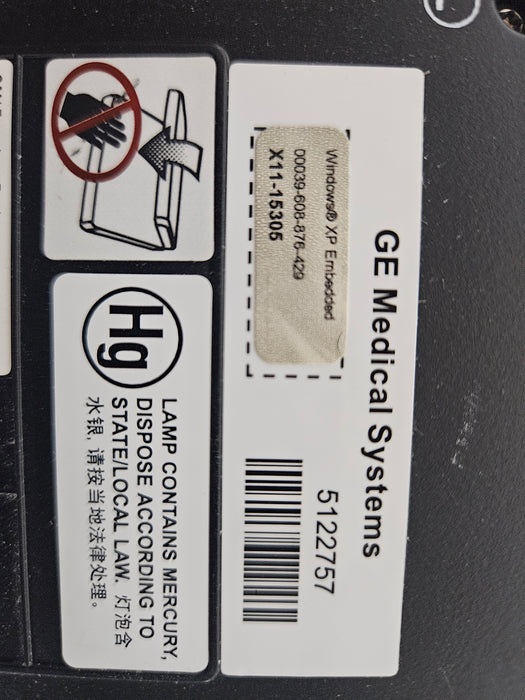 GE Medical Systems
Windows® XP Embedded
00039-608-876-429
X11-15305
5122757
Hg
LAMP CONTAINS MERCURY,
DISPOSE ACCORDING TO
STATE/LOCAL LAW. 灯泡含
水银, 请按当地法律处理。